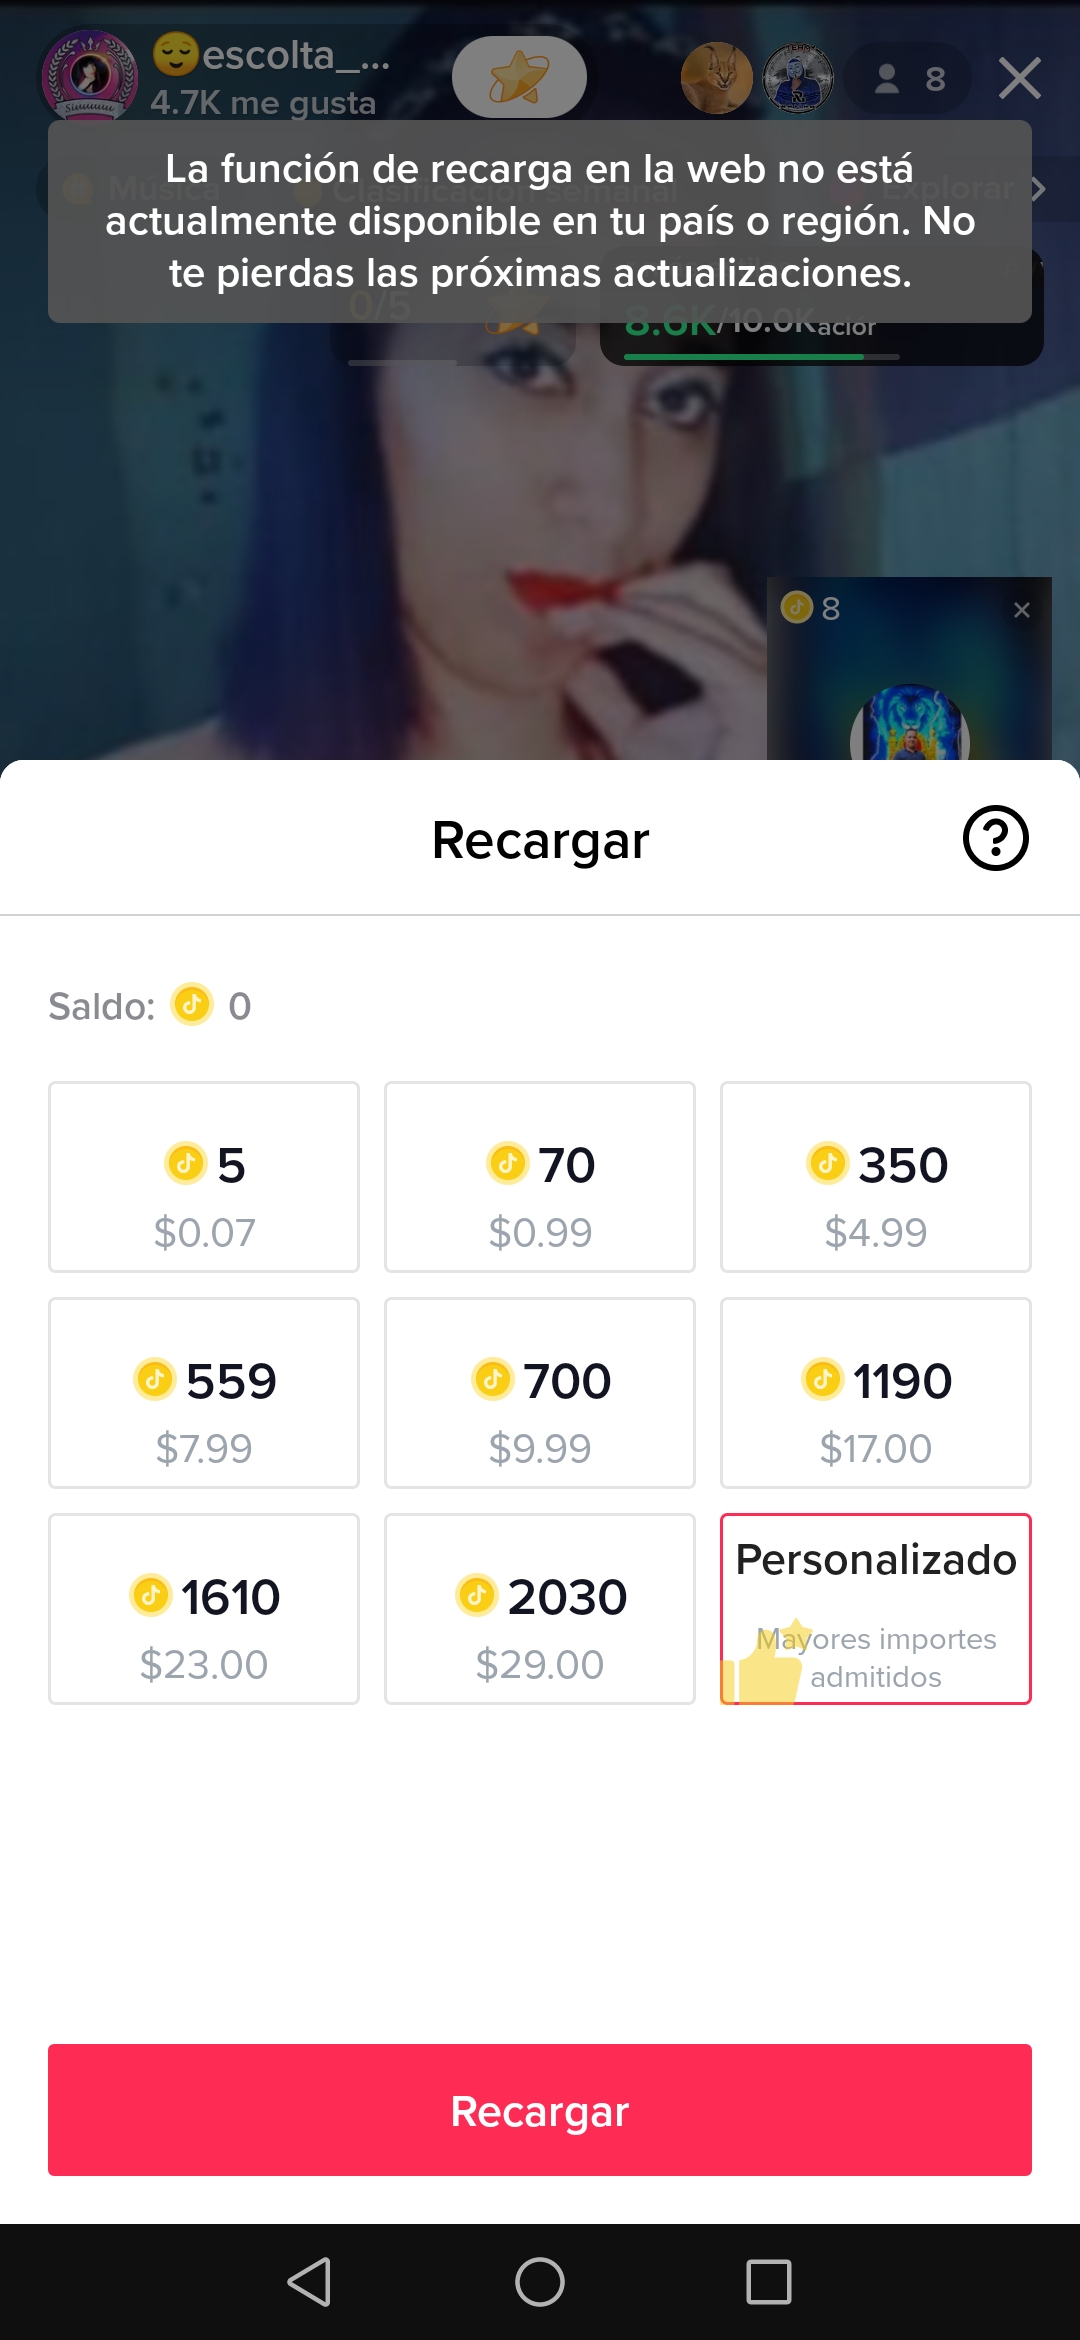 😌escolta_...
4.7K me gusta
8
La función de recarga en la web no está
actualmente disponible en tu país o región. No
te pierdas las próximas actualizaciones.
Música
Clasificación semanal
Explorar
0/5
8.6K/10.0K
8
Recargar
Saldo: 0
5
$0.07
70
$0.99
350
$4.99
559
$7.99
700
$9.99
1190
$17.00
1610
$23.00
2030
$29.00
Personalizado
Mayores importes
admitidos
Recargar